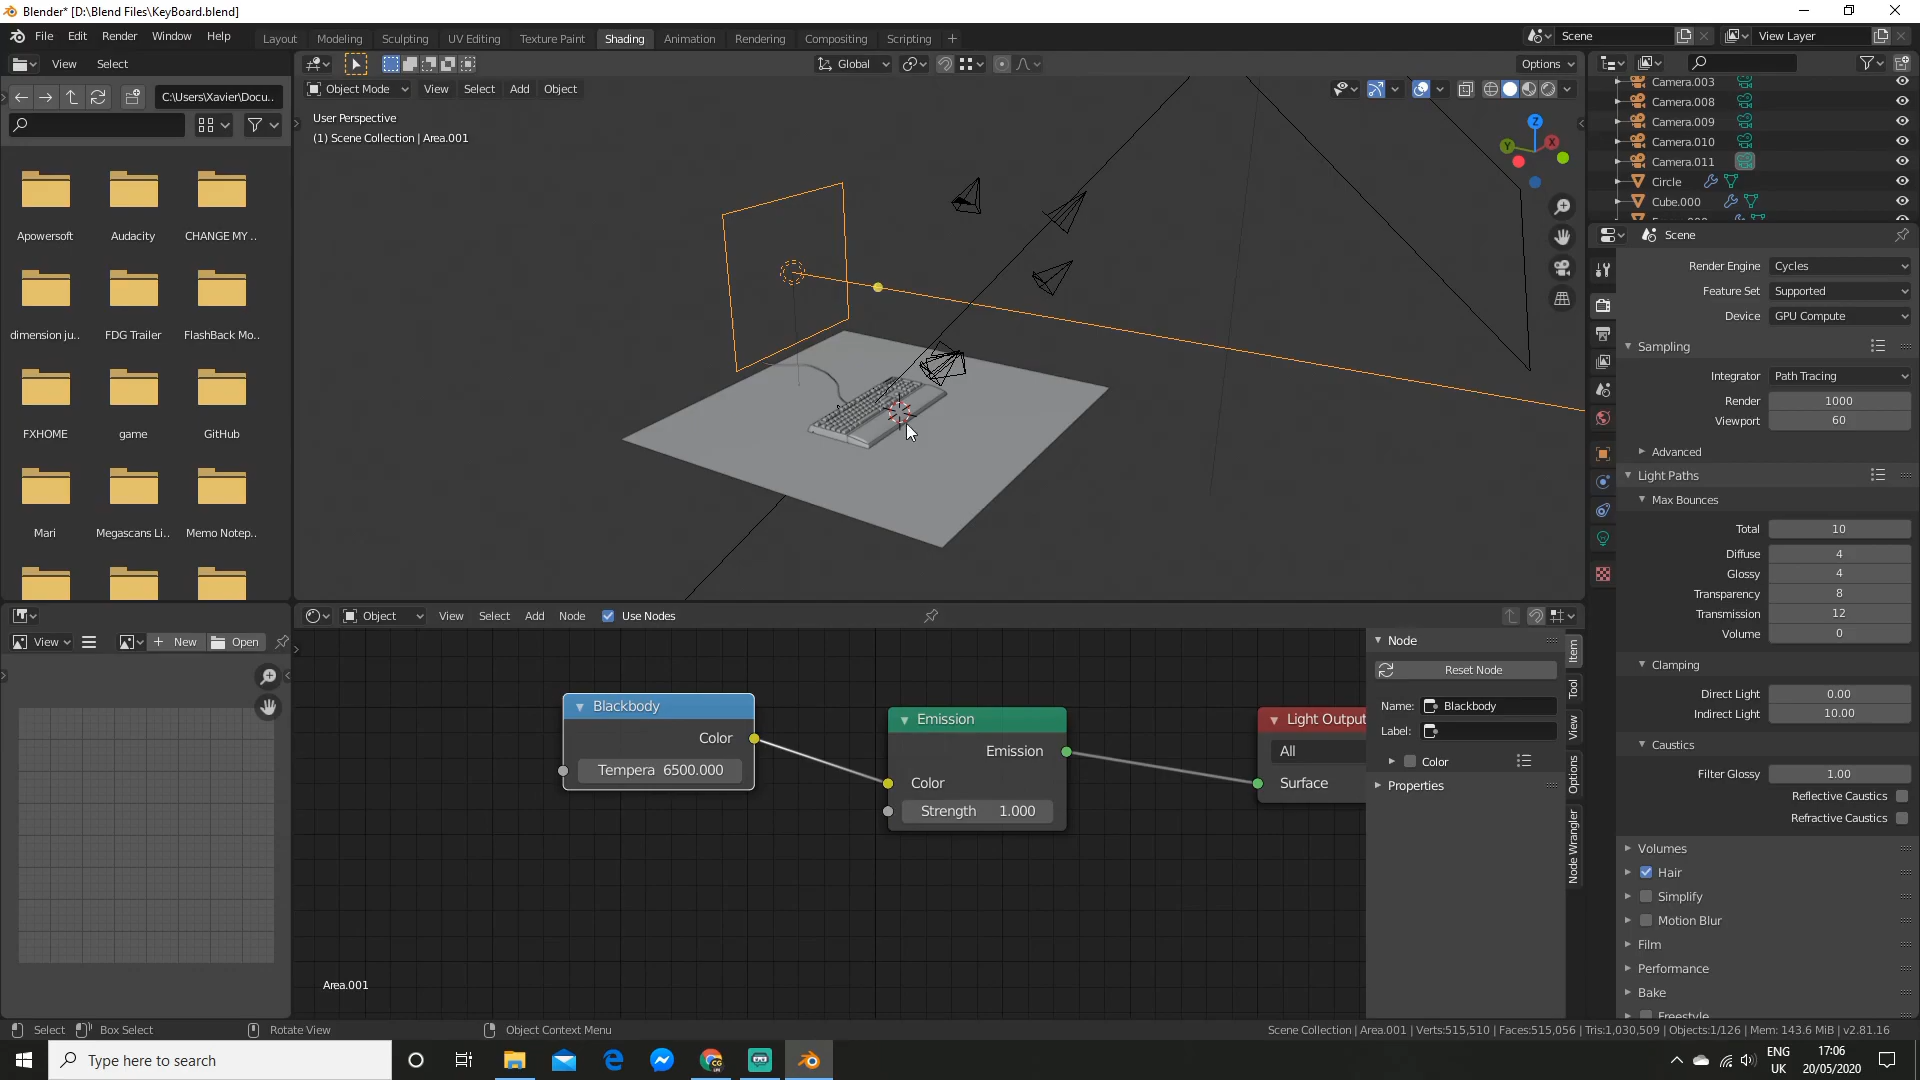 Blender* [D:\Blend Files\KeyBoard.blend]
File Edit Render Window Help
Layout Modeling Sculpting UV Editing Texture Paint Shading Animation Rendering Compositing Scripting +
Scene
View Layer
View Select
Global
Options
C:\Users\Xavier\Docu..
Object Mode View Select Add Object
User Perspective
(1) Scene Collection | Area.001
Z
Y
X
Apowersoft
Audacity
CHANGE MY ..
dimension ju..
FDG Trailer
FlashBack Mo..
FXHOME
game
GitHub
Mari
Megascans Li..
Memo Notep..
Camera.003
Camera.008
Camera.009
Camera.010
Camera.011
Circle
Cube.000
Scene
Render Engine Cycles
Feature Set Supported
Device GPU Compute
Sampling
Integrator Path Tracing
Render 1000
Viewport 60
Advanced
Light Paths
Max Bounces
Total 10
Diffuse 4
Glossy 4
Transparency 8
Transmission 12
Volume 0
Clamping
Direct Light 0.00
Indirect Light 10.00
Caustics
Filter Glossy 1.00
Reflective Caustics
Refractive Caustics
Volumes
Hair
Simplify
Motion Blur
Film
Performance
Bake
Freestyle
View
New
Open
Object View Select Add Node Use Nodes
Blackbody
Color
Tempera 6500.000
Emission
Emission
Color
Strength 1.000
Light Output
All
Surface
Node
Reset Node
Name: Blackbody
Label:
Color
Properties
Item
Tool
View
Options
Node Wrangler
Area.001
Select Box Select Rotate View Object Context Menu
Scene Collection | Area.001 | Verts:515,510 | Faces:515,056 | Tris:1,030,509 | Objects:1/126 | Mem: 143.6 MiB | v2.81.16
Type here to search
ENG
UK
17:06
20/05/2020